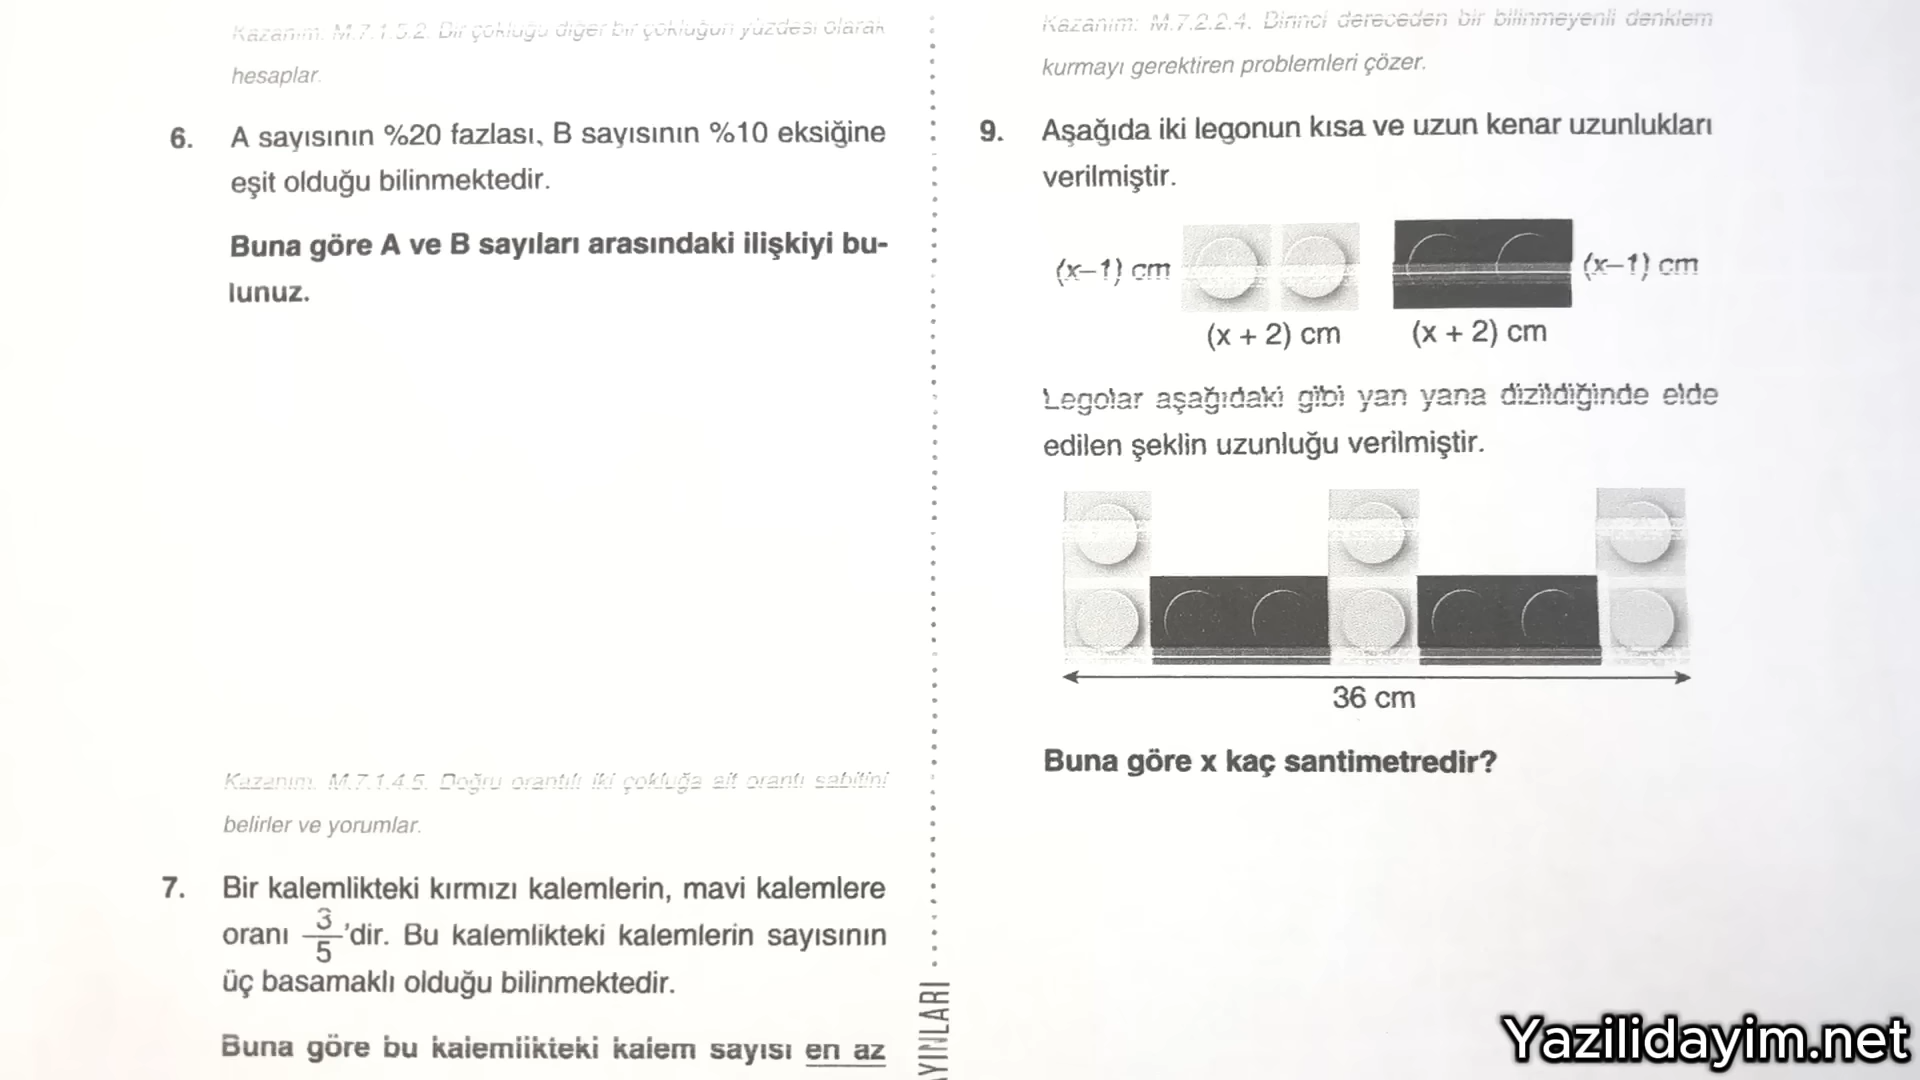 Kazanım: M.7.1.5.2. Bir çokluğu diğer bir çokluğun yüzdesi olarak
hesaplar.
6. A sayısının %20 fazlası, B sayısının %10 eksiğine
eşit olduğu bilinmektedir.
Buna göre A ve B sayıları arasındaki ilişkiyi bu-
lunuz.
Kazanım. M.7.1.4.5. Doğru orantılı iki çokluğa ait orantı sabitini
belirler ve yorumlar.
7. Bir kalemlikteki kırmızı kalemlerin, mavi kalemlere
oranı 3/5 'dir. Bu kalemlikteki kalemlerin sayısının
üç basamaklı olduğu bilinmektedir.
Buna göre bu kalemlikteki kalem sayısı en az
YINLARI
Kazanım: M.7.2.2.4. Birinci dereceden bir bilinmeyenli denklem
kurmayı gerektiren problemleri çözer.
9. Aşağıda iki legonun kısa ve uzun kenar uzunlukları
verilmiştir.
(x–1) cm
(x–1) cm
(x + 2) cm
(x + 2) cm
Legolar aşağıdaki gibi yan yana dizildiğinde elde
edilen şeklin uzunluğu verilmiştir.
36 cm
Buna göre x kaç santimetredir?
Yazilidayim.net